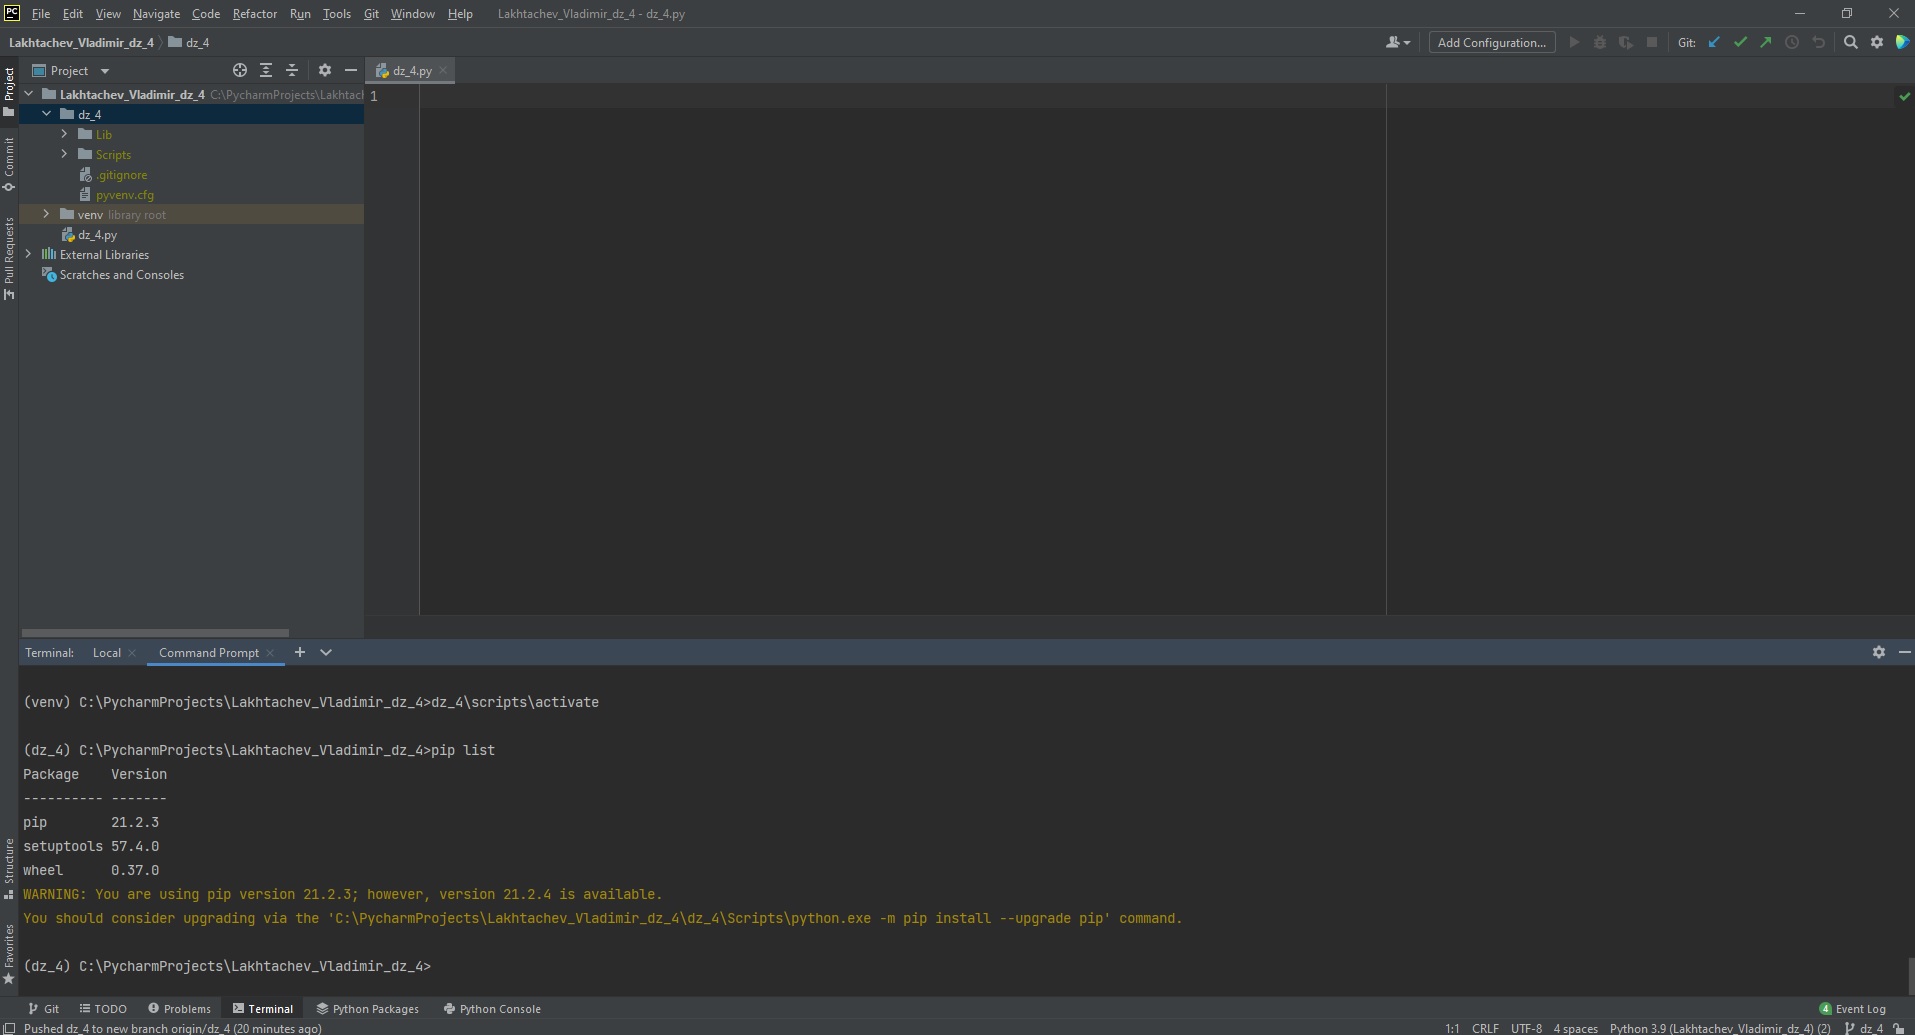 PC File Edit View Navigate Code Refactor Run Tools Git Window Help Lakhtachev_Vladimir_dz_4 - dz_4.py
Lakhtachev_Vladimir_dz_4 dz_4 Add Configuration... Git:
Project
dz_4.py
Project
Commit
Pull Requests
Structure
Favorites
Lakhtachev_Vladimir_dz_4 C:\PycharmProjects\Lakhtac
dz_4
Lib
Scripts
.gitignore
pyvenv.cfg
venv library root
dz_4.py
External Libraries
Scratches and Consoles
1
Terminal: Local Command Prompt
(venv) C:\PycharmProjects\Lakhtachev_Vladimir_dz_4>dz_4\scripts\activate
(dz_4) C:\PycharmProjects\Lakhtachev_Vladimir_dz_4>pip list
Package    Version
---------- -------
pip        21.2.3
setuptools 57.4.0
wheel      0.37.0
WARNING: You are using pip version 21.2.3; however, version 21.2.4 is available.
You should consider upgrading via the 'C:\PycharmProjects\Lakhtachev_Vladimir_dz_4\dz_4\Scripts\python.exe -m pip install --upgrade pip' command.
(dz_4) C:\PycharmProjects\Lakhtachev_Vladimir_dz_4>
Git TODO Problems Terminal Python Packages Python Console 4 Event Log
Pushed dz_4 to new branch origin/dz_4 (20 minutes ago) 1:1 CRLF UTF-8 4 spaces Python 3.9 (Lakhtachev_Vladimir_dz_4) (2) dz_4